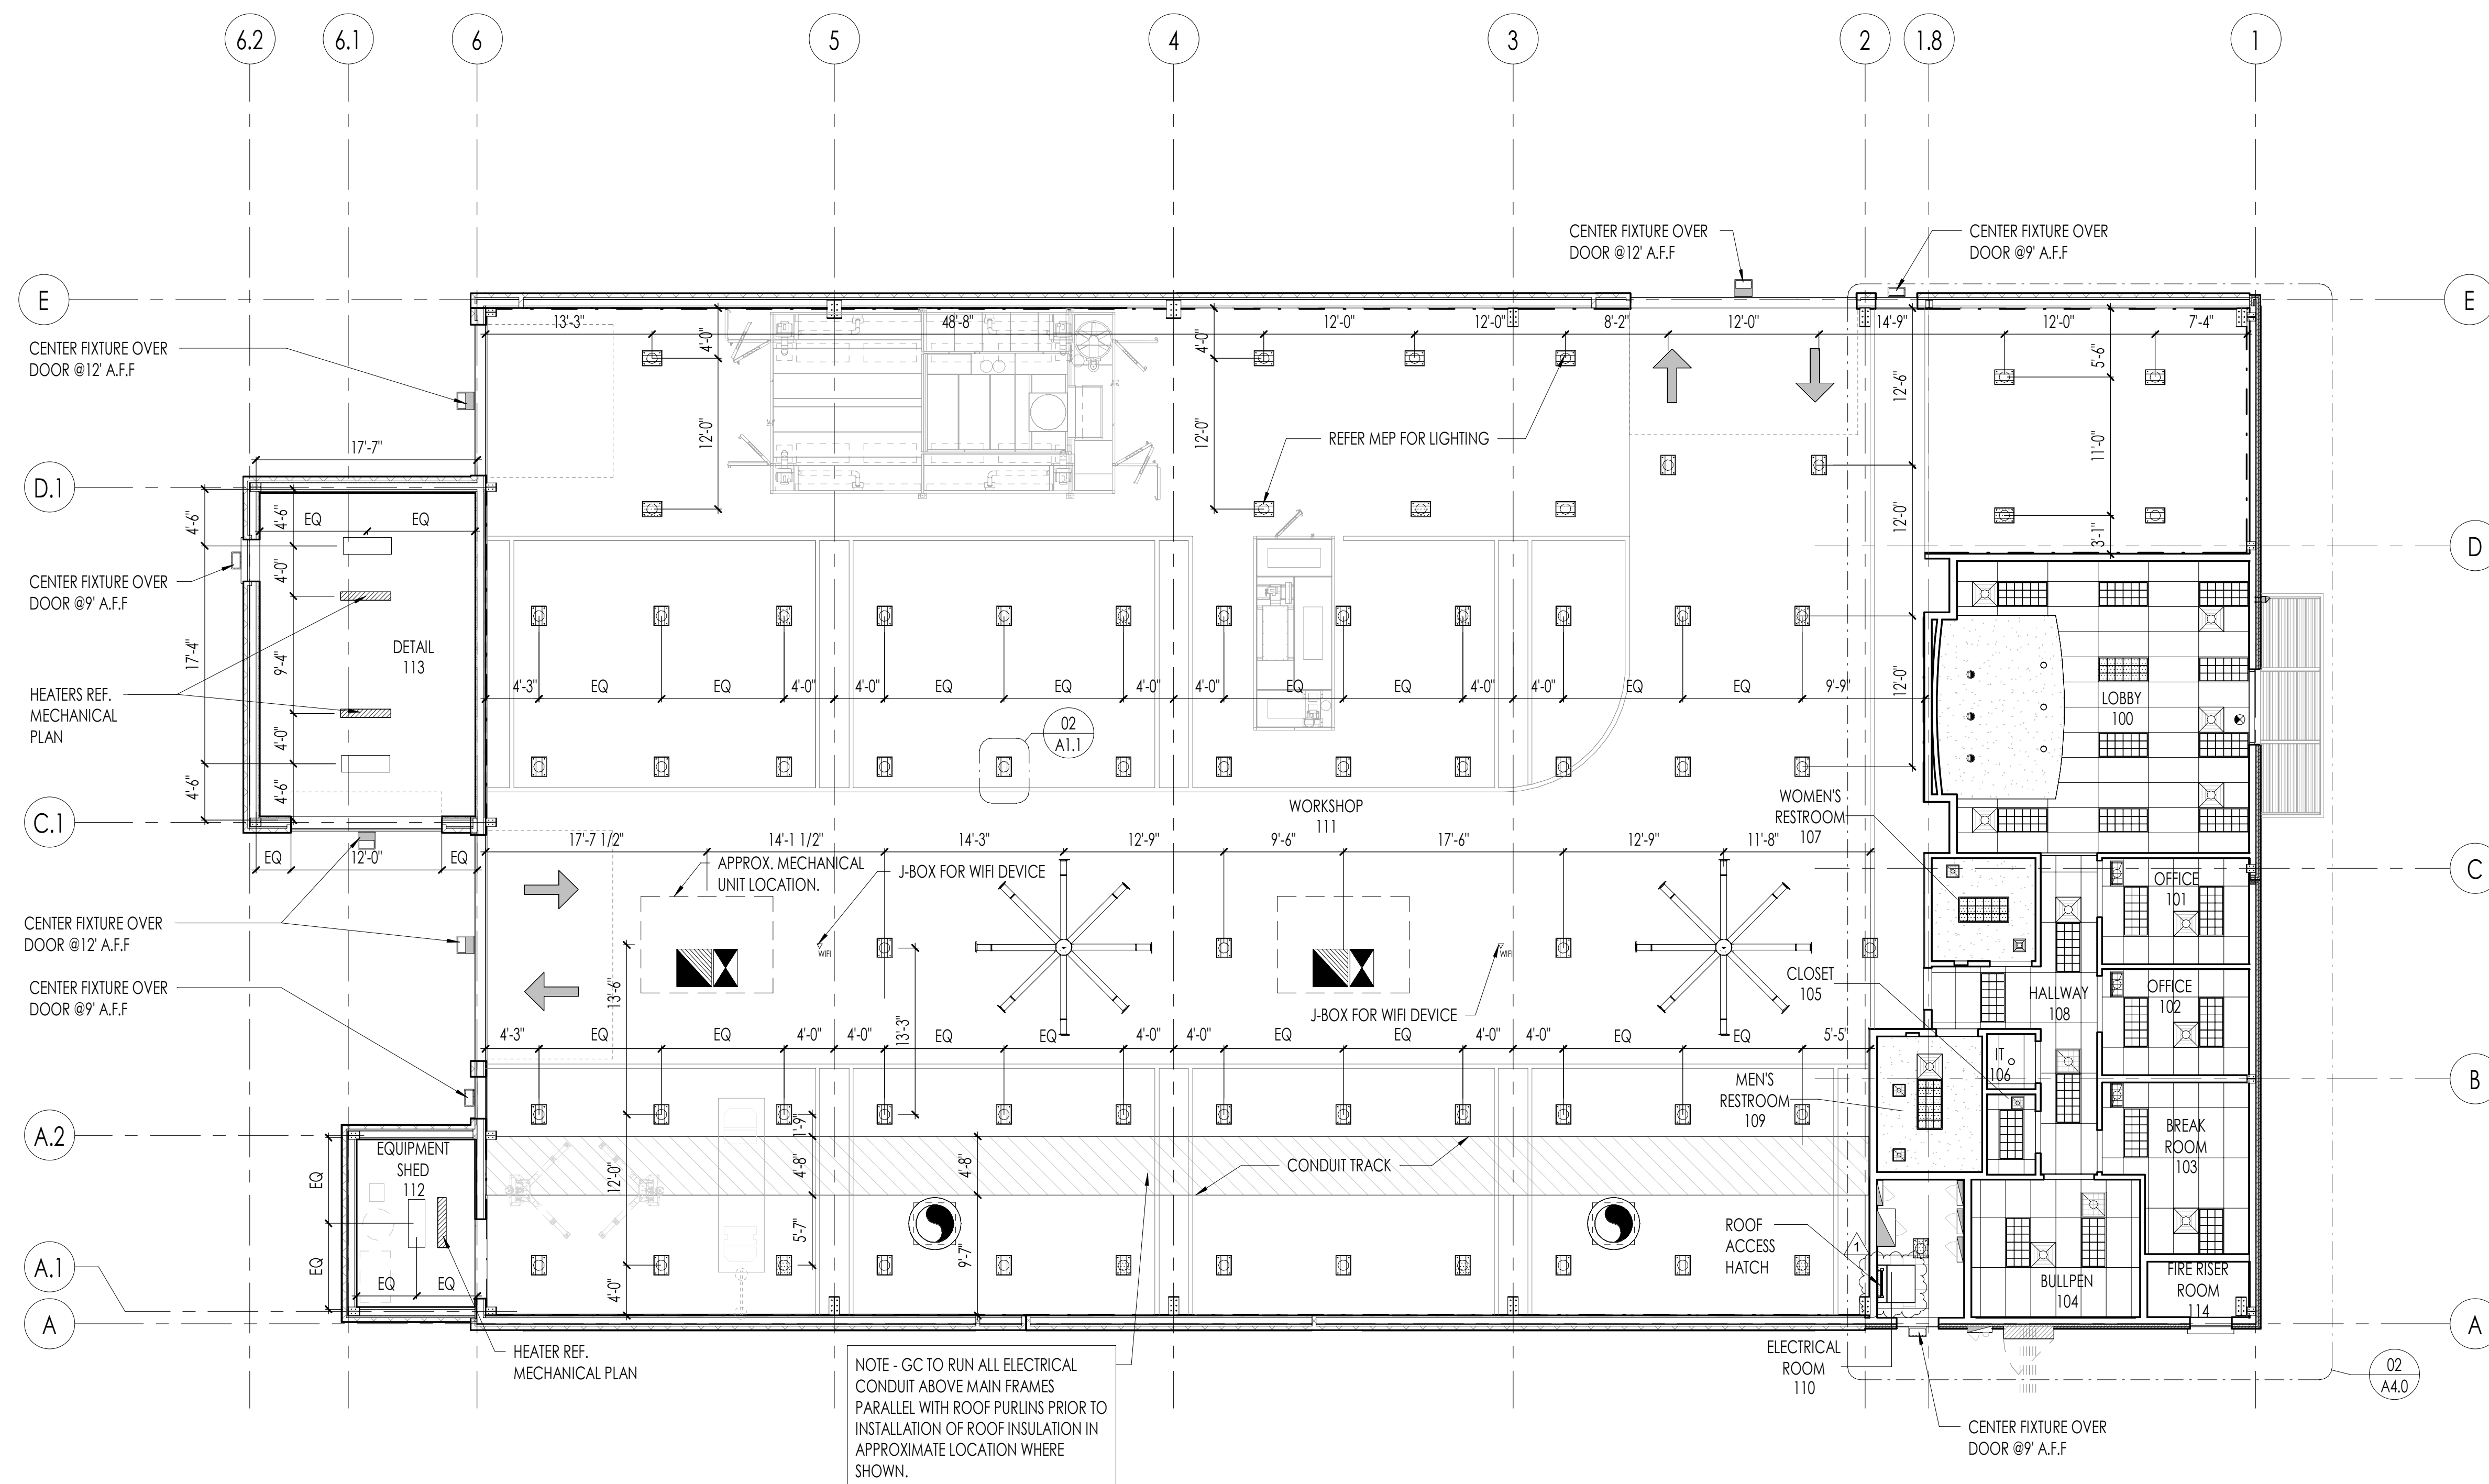 6.2
6.1
6
5
4
3
2
1.8
1
CENTER FIXTURE OVER
DOOR @12' A.F.F
CENTER FIXTURE OVER
DOOR @9' A.F.F
E
E
13'-3"
48'-8"
12'-0"
12'-0"
8'-2"
12'-0"
14'-9"
12'-0"
7'-4"
4'-0"
4'-0"
5'-6"
CENTER FIXTURE OVER
DOOR @12' A.F.F
12'-6"
12'-0"
12'-0"
REFER MEP FOR LIGHTING
11'-0"
17'-7"
D.1
4'-6"
4'-6"
EQ
EQ
12'-0"
3'-1"
D
CENTER FIXTURE OVER
DOOR @9' A.F.F
4'-0"
17'-4"
9'-4"
DETAIL
113
HEATERS REF.
MECHANICAL
PLAN
4'-3"
EQ
EQ
4'-0"
4'-0"
EQ
EQ
4'-0"
4'-0"
EQ
EQ
4'-0"
4'-0"
EQ
EQ
9'-9"
12'-0"
LOBBY
100
02
A1.1
4'-0"
4'-6"
4'-6"
C.1
WORKSHOP
111
WOMEN'S
RESTROOM
107
EQ
12'-0"
EQ
17'-7 1/2"
14'-1 1/2"
14'-3"
12'-9"
9'-6"
17'-6"
12'-9"
11'-8"
APPROX. MECHANICAL
UNIT LOCATION.
J-BOX FOR WIFI DEVICE
C
OFFICE
101
CENTER FIXTURE OVER
DOOR @12' A.F.F
WIFI
WIFI
CLOSET
105
CENTER FIXTURE OVER
DOOR @9' A.F.F
13'-6"
J-BOX FOR WIFI DEVICE
HALLWAY
108
OFFICE
102
4'-3"
EQ
EQ
4'-0"
4'-0"
13'-3"
EQ
EQ
4'-0"
4'-0"
EQ
EQ
4'-0"
4'-0"
EQ
EQ
5'-5"
IT
106
B
MEN'S
RESTROOM
109
A.2
1'-9"
EQUIPMENT
SHED
112
BREAK
ROOM
103
EQ
12'-0"
4'-8"
4'-8"
CONDUIT TRACK
5'-7"
9'-7"
ROOF
ACCESS
HATCH
1
A.1
EQ
EQ
EQ
4'-0"
BULLPEN
104
FIRE RISER
ROOM
114
A
A
HEATER REF.
MECHANICAL PLAN
ELECTRICAL
ROOM
110
NOTE - GC TO RUN ALL ELECTRICAL
CONDUIT ABOVE MAIN FRAMES
PARALLEL WITH ROOF PURLINS PRIOR TO
INSTALLATION OF ROOF INSULATION IN
APPROXIMATE LOCATION WHERE
SHOWN.
02
A4.0
CENTER FIXTURE OVER
DOOR @9' A.F.F